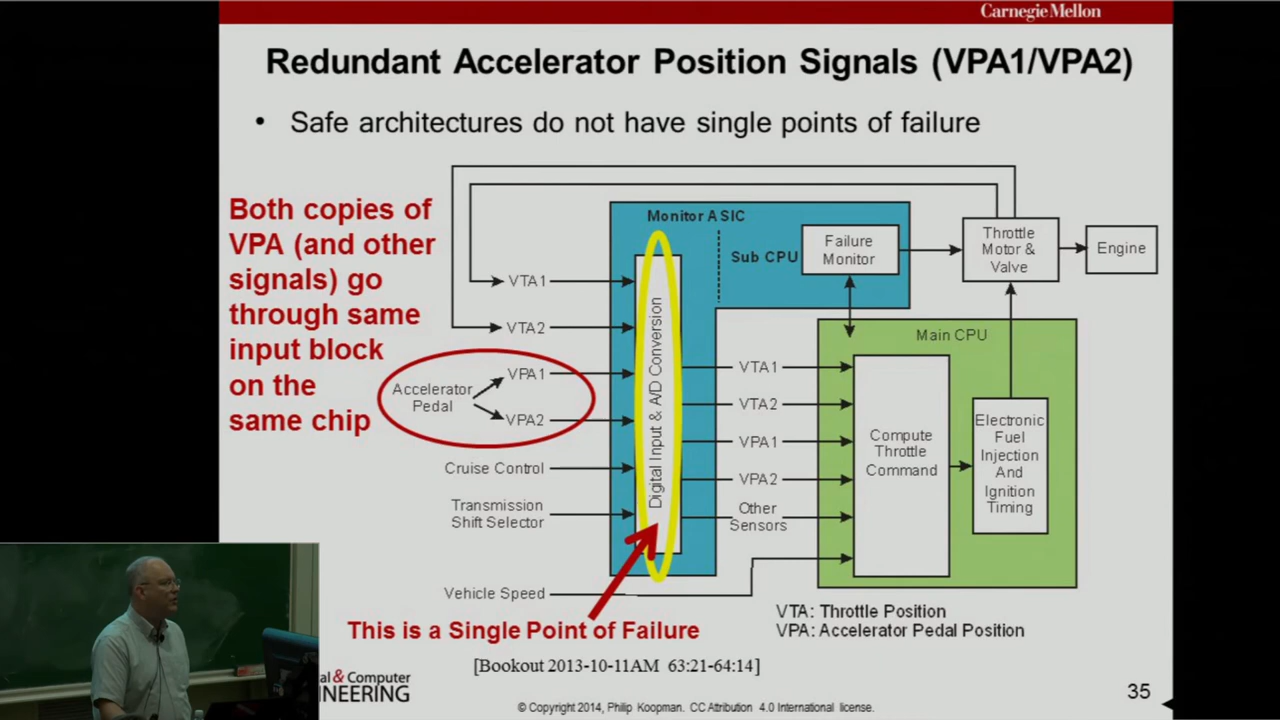 Carnegie Mellon
Redundant Accelerator Position Signals (VPA1/VPA2)
• Safe architectures do not have single points of failure
Both copies of
VPA (and other
signals) go
through same
input block
on the
same chip
Monitor ASIC
Sub CPU
Failure
Monitor
Throttle
Motor &
Valve
Engine
VTA1
VTA2
Accelerator
Pedal
VPA1
VPA2
Cruise Control
Transmission
Shift Selector
Vehicle Speed
Digital Input & A/D Conversion
VTA1
VTA2
VPA1
VPA2
Other
Sensors
Main CPU
Compute
Throttle
Command
Electronic
Fuel
Injection
And
Ignition
Timing
This is a Single Point of Failure
VTA: Throttle Position
VPA: Accelerator Pedal Position
[Bookout 2013-10-11AM 63:21-64:14]
al & Computer
INEERING
© Copyright 2014, Philip Koopman. CC Attribution 4.0 International license.
35